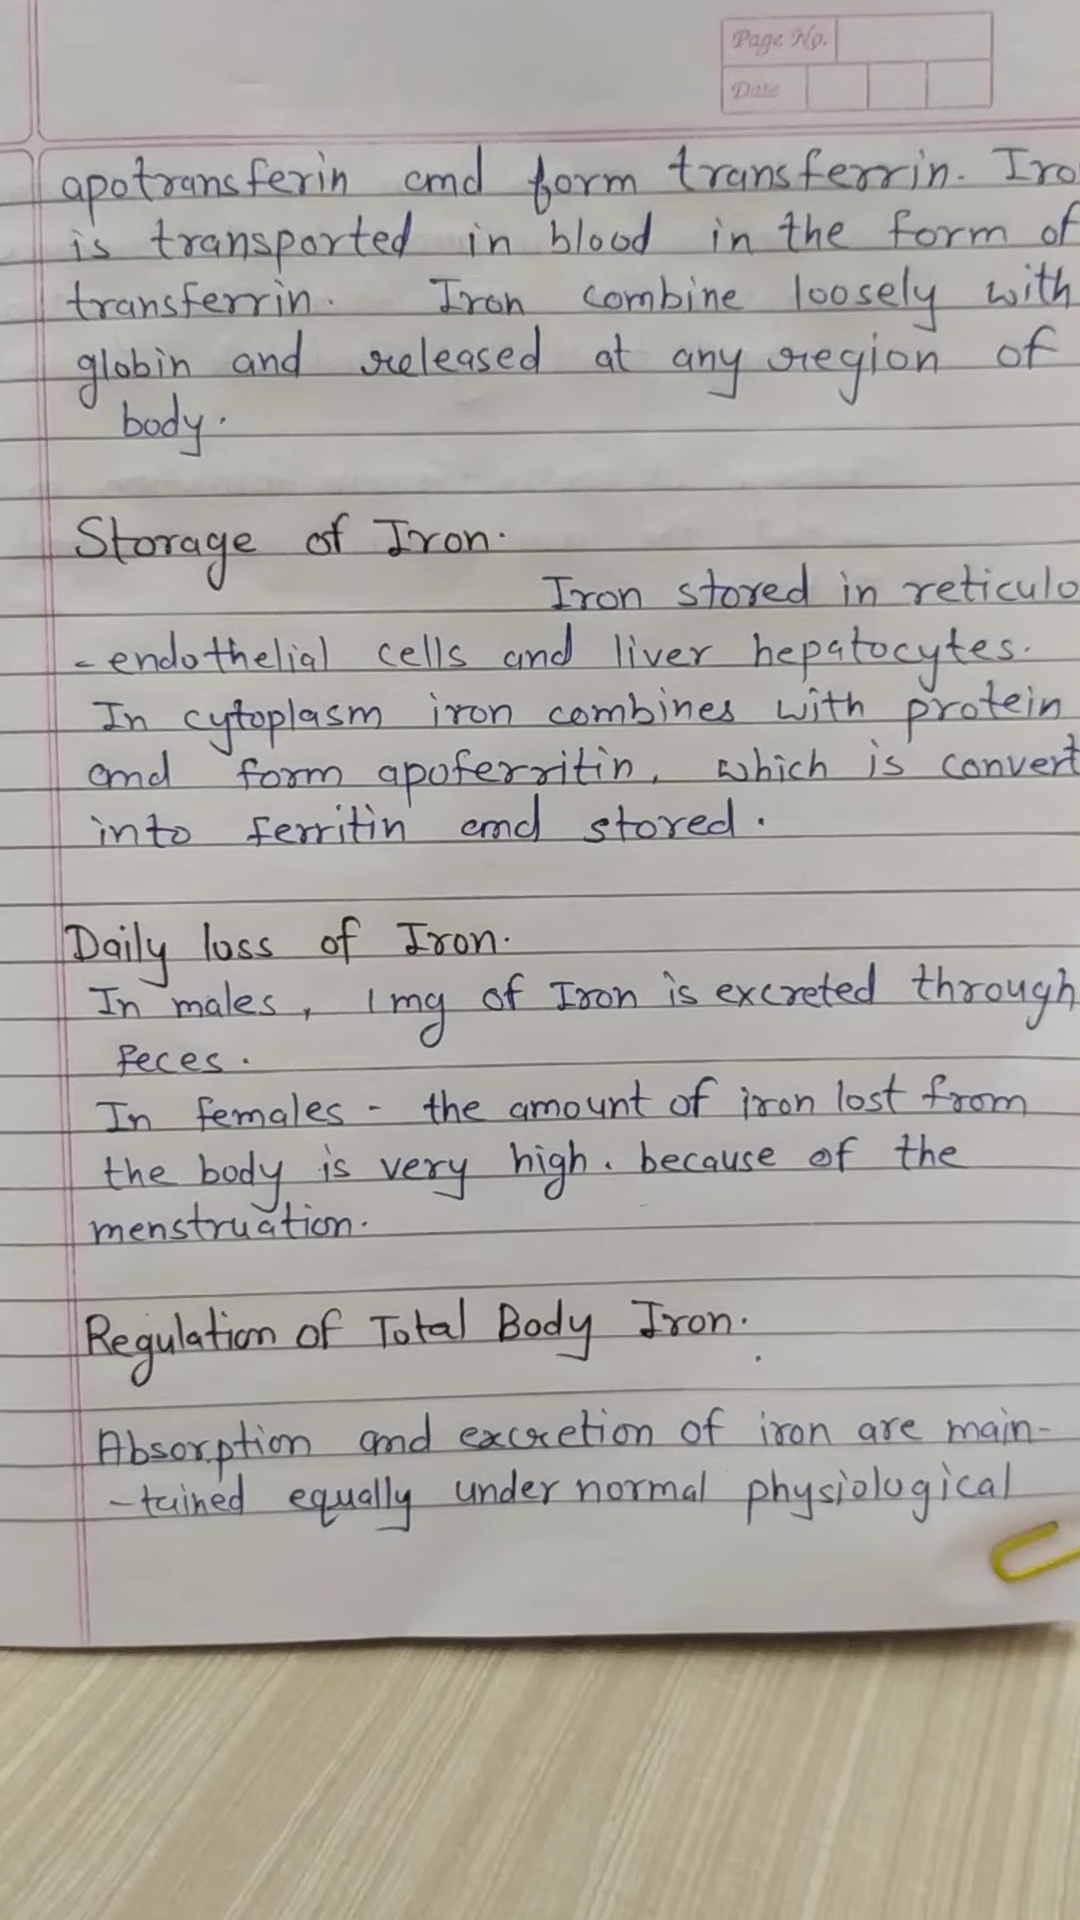 Page No.
Date
apotransferin and form transferrin. Iro
is transported in blood in the form of
transferrin. Iron combine loosely with
globin and released at any region of
body.
Storage of Iron.
Iron stored in reticulo
-endothelial cells and liver hepatocytes.
In cytoplasm iron combines with protein
and form apoferritin, which is convert
into ferritin and stored.
Daily loss of Iron.
In males, 1mg of Iron is excreted through
feces.
In females - the amount of iron lost from
the body is very high. because of the
menstruation.
Regulation of Total Body Iron.
Absorption and excretion of iron are main-
-tained equally under normal physiological